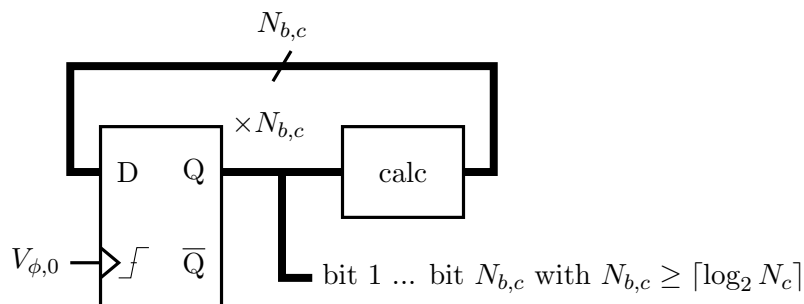 N_{b,c}
×N_{b,c}
D Q calc
V_{ϕ,0} Q̅
bit 1 ... bit N_{b,c} with N_{b,c} ≥ ⌈log₂ N_c⌉